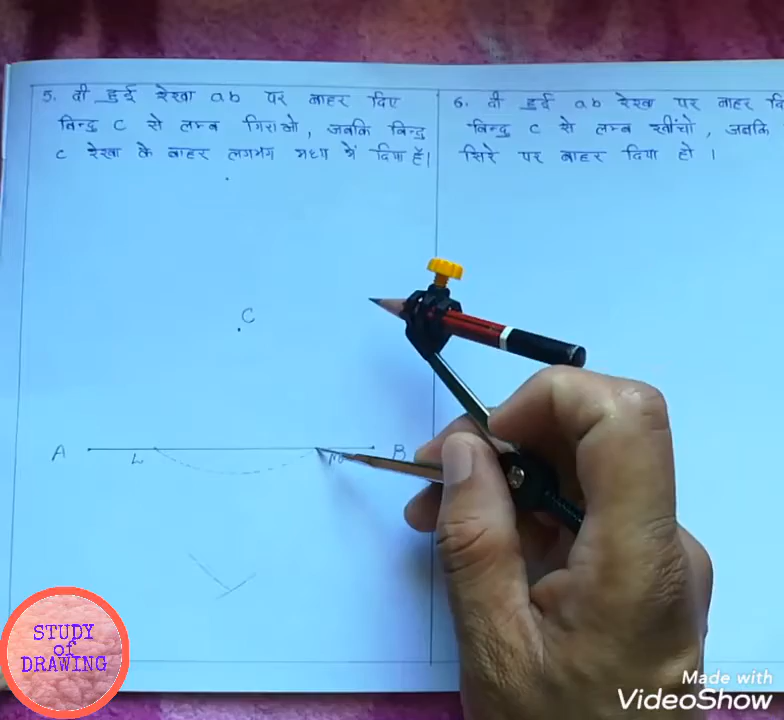 5. दी हुई रेखा ab पर बाहर दिए
बिन्दु C से लम्ब गिराओ, जबकि बिन्दु
c रेखा के बाहर लगभग मध्य में दिया है।
6. दी हुई ab रेखा पर बाहर
बिन्दु C से लम्ब खींचो, जबकि
सिरे पर बाहर दिया हो।
C
A
L
B
STUDY
of
DRAWING
Made with
VideoShow